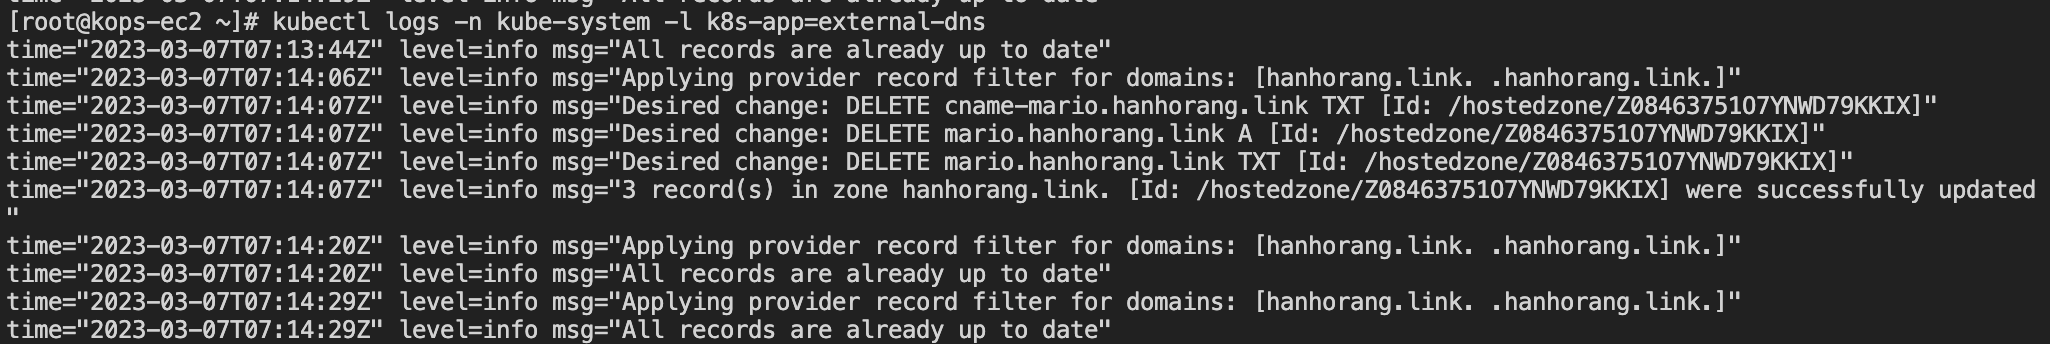 [root@kops-ec2 ~]# kubectl logs -n kube-system -l k8s-app=external-dns
time="2023-03-07T07:13:44Z" level=info msg="All records are already up to date"
time="2023-03-07T07:14:06Z" level=info msg="Applying provider record filter for domains: [hanhorang.link. .hanhorang.link.]"
time="2023-03-07T07:14:07Z" level=info msg="Desired change: DELETE cname-mario.hanhorang.link TXT [Id: /hostedzone/Z08463751O7YNWD79KKIX]"
time="2023-03-07T07:14:07Z" level=info msg="Desired change: DELETE mario.hanhorang.link A [Id: /hostedzone/Z08463751O7YNWD79KKIX]"
time="2023-03-07T07:14:07Z" level=info msg="Desired change: DELETE mario.hanhorang.link TXT [Id: /hostedzone/Z08463751O7YNWD79KKIX]"
time="2023-03-07T07:14:07Z" level=info msg="3 record(s) in zone hanhorang.link. [Id: /hostedzone/Z08463751O7YNWD79KKIX] were successfully updated
"
time="2023-03-07T07:14:20Z" level=info msg="Applying provider record filter for domains: [hanhorang.link. .hanhorang.link.]"
time="2023-03-07T07:14:20Z" level=info msg="All records are already up to date"
time="2023-03-07T07:14:29Z" level=info msg="Applying provider record filter for domains: [hanhorang.link. .hanhorang.link.]"
time="2023-03-07T07:14:29Z" level=info msg="All records are already up to date"